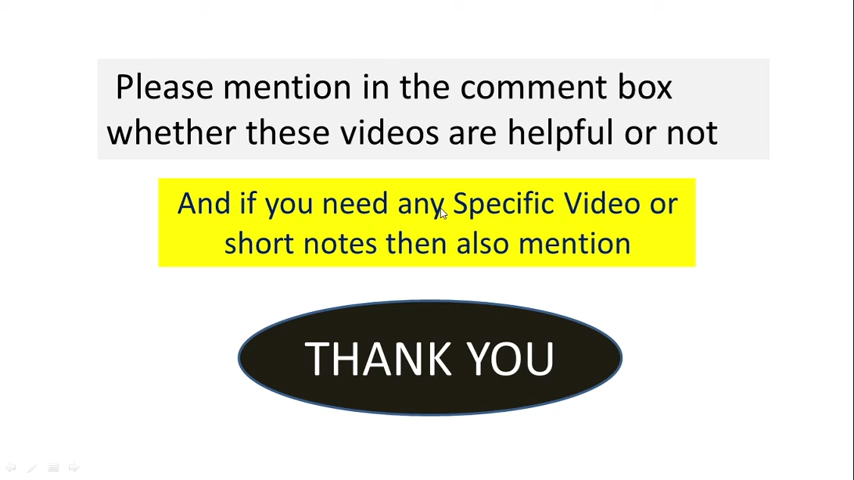 Please mention in the comment box
whether these videos are helpful or not
And if you need any Specific Video or
short notes then also mention
THANK YOU